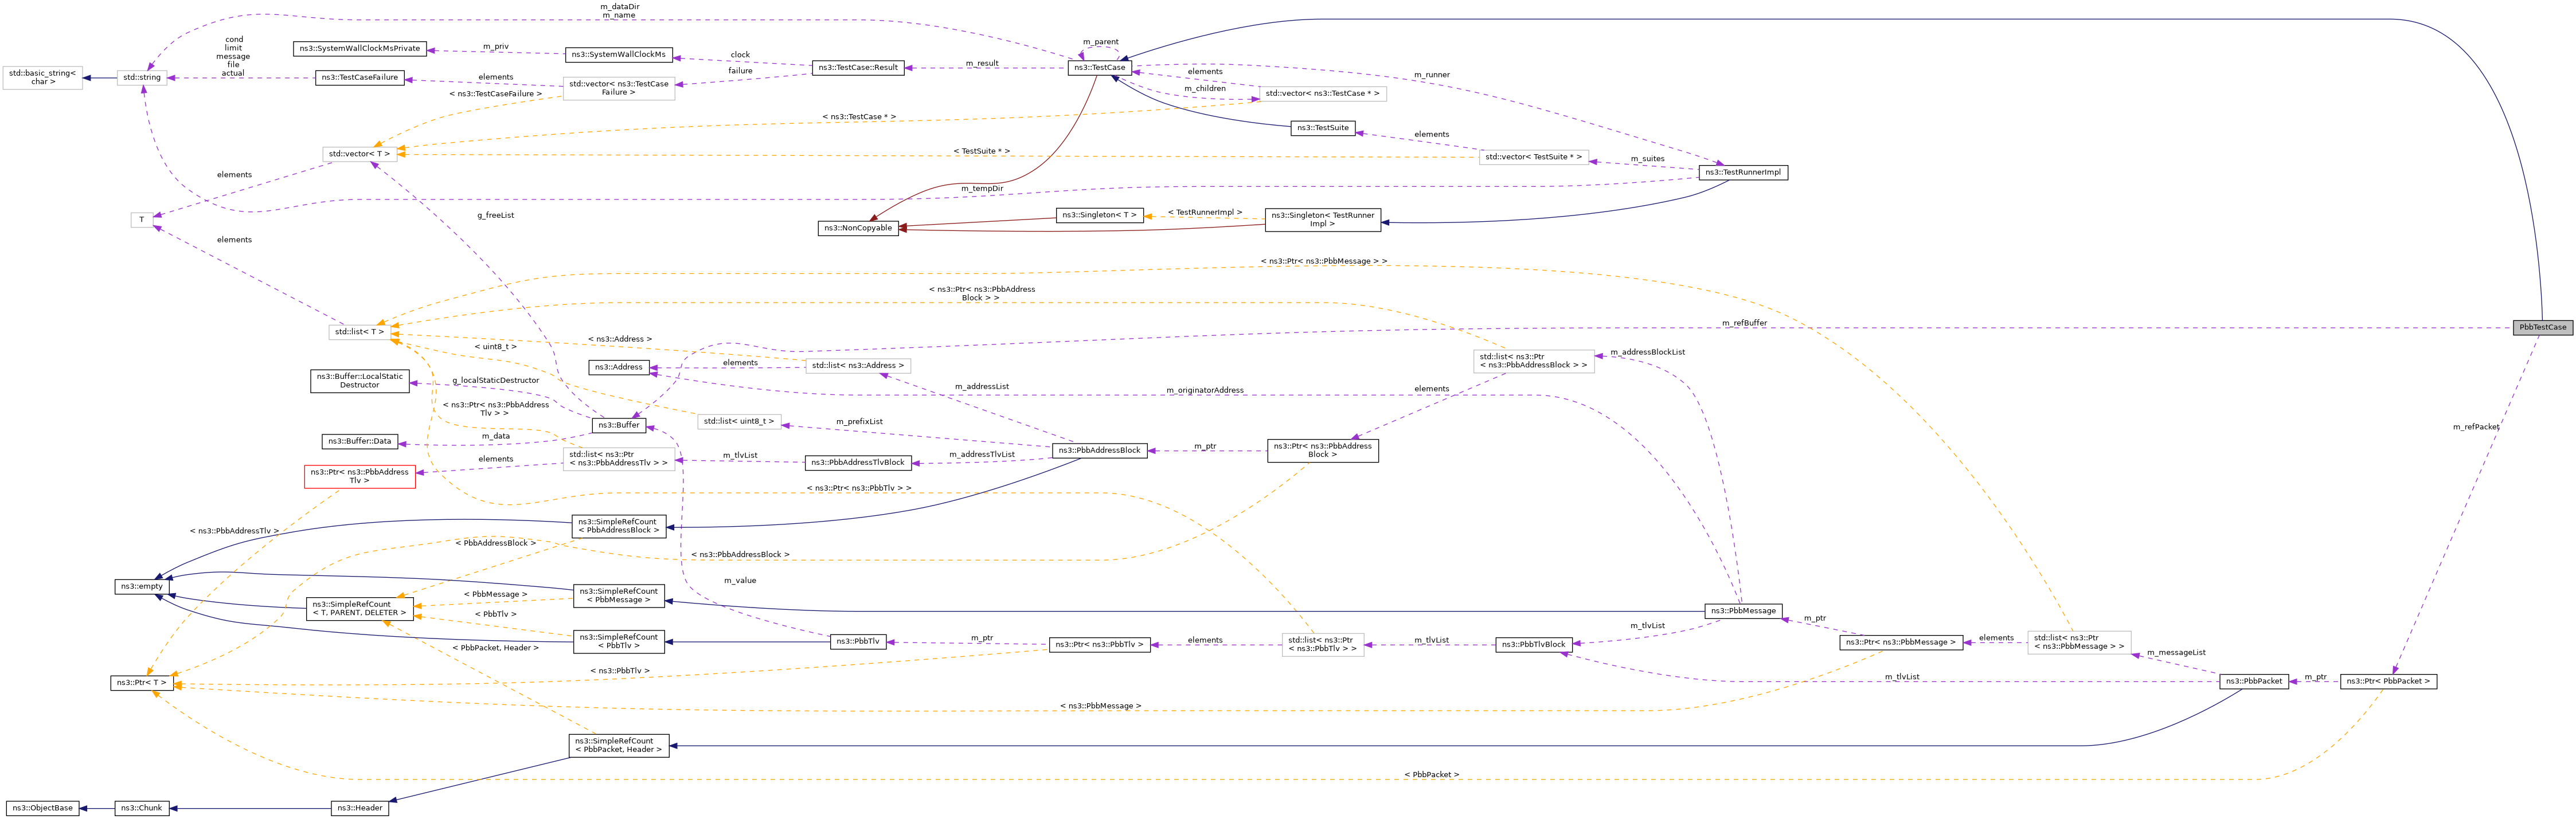 m_dataDir
m_name
cond
limit
message
file
actual
ns3::SystemWallClockMsPrivate
m_priv
ns3::SystemWallClockMs
clock
m_parent
std::basic_string<
char >
std::string
ns3::TestCaseFailure
elements
std::vector< ns3::TestCase
Failure >
failure
ns3::TestCase::Result
m_result
ns3::TestCase
elements
m_children
std::vector< ns3::TestCase * >
m_runner
< ns3::TestCaseFailure >
< ns3::TestCase * >
ns3::TestSuite
elements
std::vector< T >
< TestSuite * >
std::vector< TestSuite * >
m_suites
ns3::TestRunnerImpl
elements
m_tempDir
T
g_freeList
ns3::NonCopyable
ns3::Singleton< T >
< TestRunnerImpl >
ns3::Singleton< TestRunner
Impl >
elements
< ns3::Ptr< ns3::PbbMessage > >
< ns3::Ptr< ns3::PbbAddress
Block > >
std::list< T >
m_refBuffer
PbbTestCase
< ns3::Address >
< uint8_t >
ns3::Address
elements
std::list< ns3::Address >
std::list< ns3::Ptr
< ns3::PbbAddressBlock > >
m_addressBlockList
ns3::Buffer::LocalStatic
Destructor
g_localStaticDestructor
m_addressList
m_originatorAddress
elements
< ns3::Ptr< ns3::PbbAddress
Tlv > >
ns3::Buffer
std::list< uint8_t >
m_prefixList
m_refPacket
ns3::Buffer::Data
m_data
ns3::PbbAddressBlock
m_ptr
ns3::Ptr< ns3::PbbAddress
Block >
ns3::Ptr< ns3::PbbAddress
Tlv >
elements
std::list< ns3::Ptr
< ns3::PbbAddressTlv > >
m_tlvList
ns3::PbbAddressTlvBlock
m_addressTlvList
< ns3::Ptr< ns3::PbbTlv > >
< ns3::PbbAddressTlv >
ns3::SimpleRefCount
< PbbAddressBlock >
< PbbAddressBlock >
< ns3::PbbAddressBlock >
ns3::empty
m_value
ns3::SimpleRefCount
< T, PARENT, DELETER >
< PbbMessage >
ns3::SimpleRefCount
< PbbMessage >
ns3::PbbMessage
< PbbTlv >
ns3::SimpleRefCount
< PbbTlv >
ns3::PbbTlv
m_ptr
ns3::Ptr< ns3::PbbTlv >
elements
std::list< ns3::Ptr
< ns3::PbbTlv > >
m_tlvList
ns3::PbbTlvBlock
m_tlvList
m_ptr
ns3::Ptr< ns3::PbbMessage >
elements
std::list< ns3::Ptr
< ns3::PbbMessage > >
m_messageList
< PbbPacket, Header >
< ns3::PbbTlv >
ns3::Ptr< T >
m_tlvList
ns3::PbbPacket
m_ptr
ns3::Ptr< PbbPacket >
< ns3::PbbMessage >
ns3::SimpleRefCount
< PbbPacket, Header >
< PbbPacket >
ns3::ObjectBase
ns3::Chunk
ns3::Header